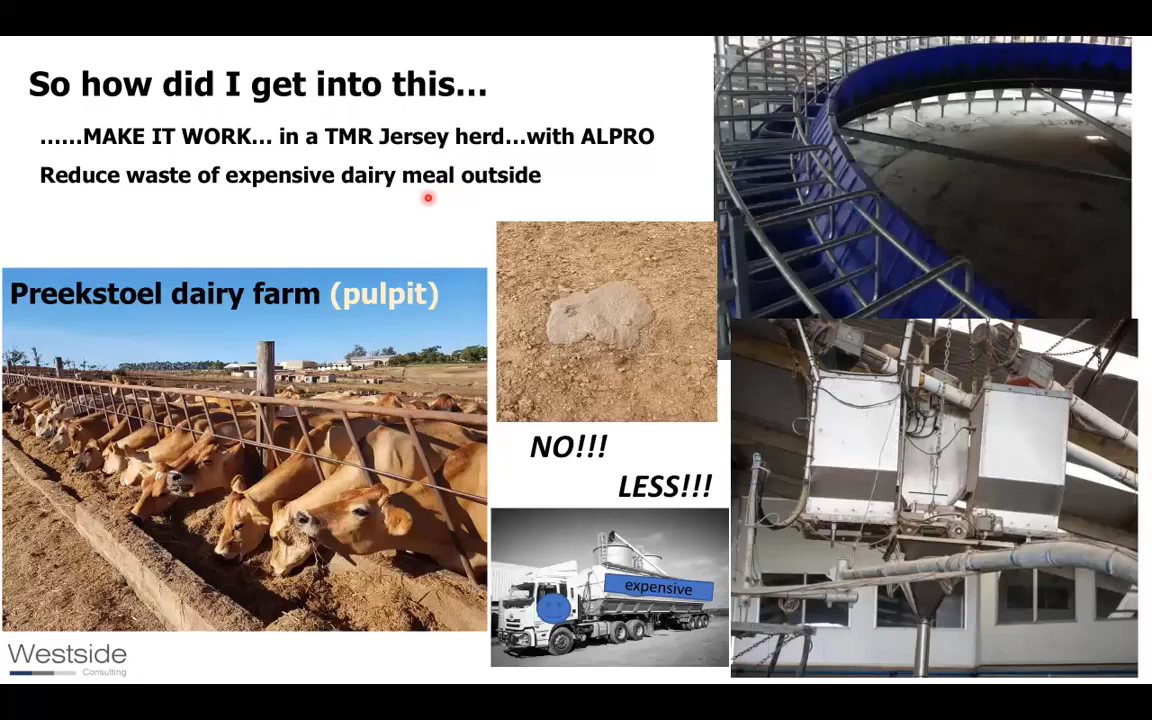 So how did I get into this...
......MAKE IT WORK... in a TMR Jersey herd...with ALPRO
Reduce waste of expensive dairy meal outside
Preekstoel dairy farm (pulpit)
NO!!!
LESS!!!
expensive
Westside
Consulting